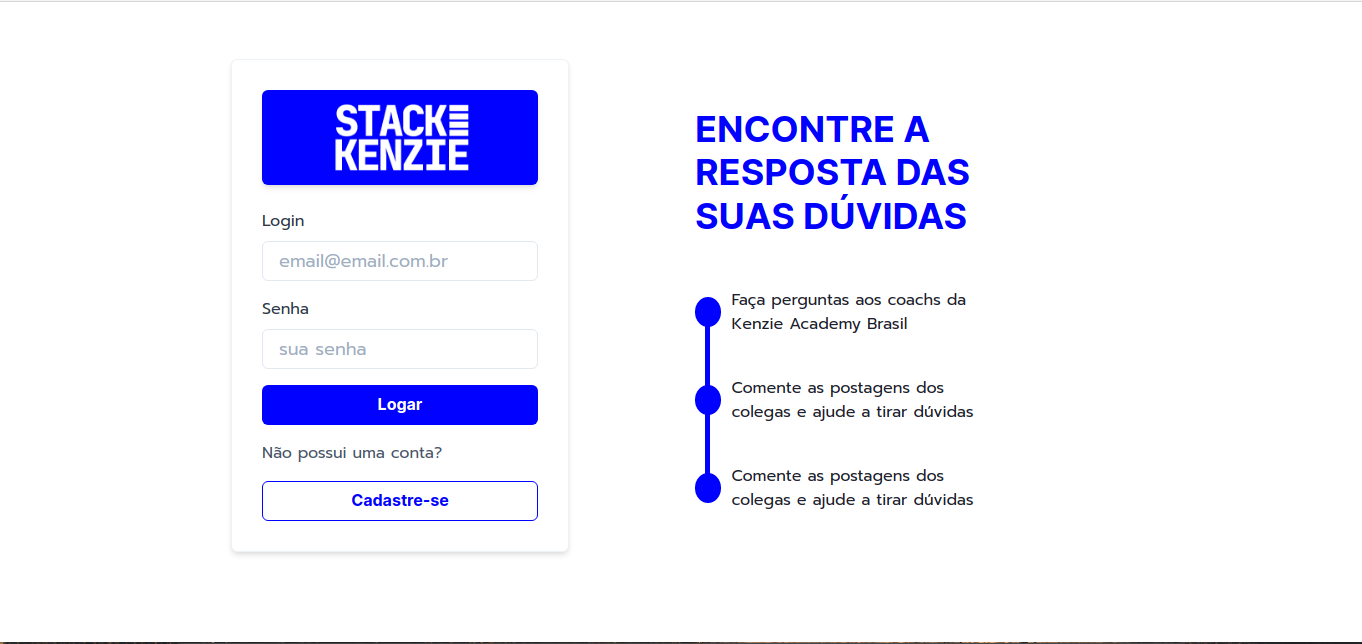 STACK
KENZIE
Login
email@email.com.br
Senha
sua senha
Logar
Não possui uma conta?
Cadastre-se
ENCONTRE A
RESPOSTA DAS
SUAS DÚVIDAS
Faça perguntas aos coachs da
Kenzie Academy Brasil
Comente as postagens dos
colegas e ajude a tirar dúvidas
Comente as postagens dos
colegas e ajude a tirar dúvidas